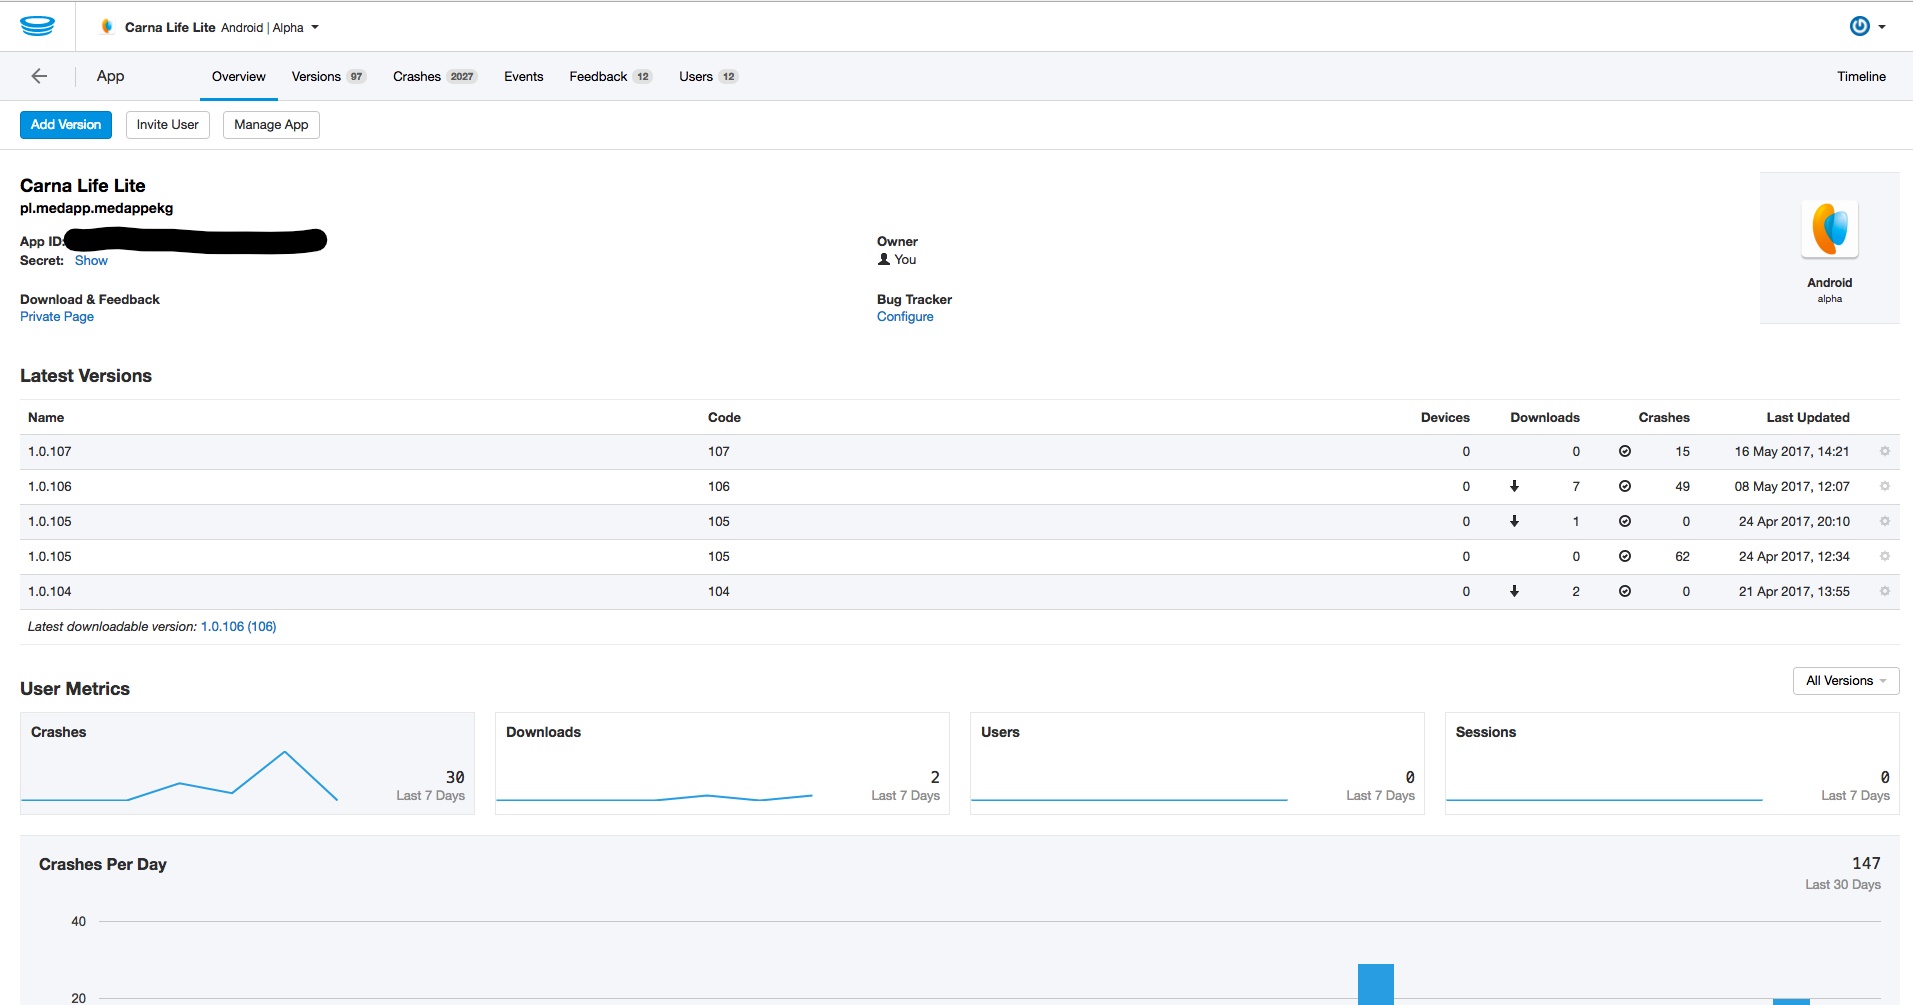 Carna Life Lite Android | Alpha
App Overview Versions 97 Crashes 2027 Events Feedback 12 Users 12 Timeline
Add Version Invite User Manage App
Carna Life Lite
pl.medapp.medappekg
App ID:
Secret: Show
Owner
You
Download & Feedback
Private Page
Bug Tracker
Configure
Android
alpha
Latest Versions
Name Code Devices Downloads Crashes Last Updated
1.0.107 107 0 0 15 16 May 2017, 14:21
1.0.106 106 0 7 49 08 May 2017, 12:07
1.0.105 105 0 1 0 24 Apr 2017, 20:10
1.0.105 105 0 0 62 24 Apr 2017, 12:34
1.0.104 104 0 2 0 21 Apr 2017, 13:55
Latest downloadable version: 1.0.106 (106)
User Metrics
All Versions
Crashes
30
Last 7 Days
Downloads
2
Last 7 Days
Users
0
Last 7 Days
Sessions
0
Last 7 Days
Crashes Per Day
147
Last 30 Days
40
20